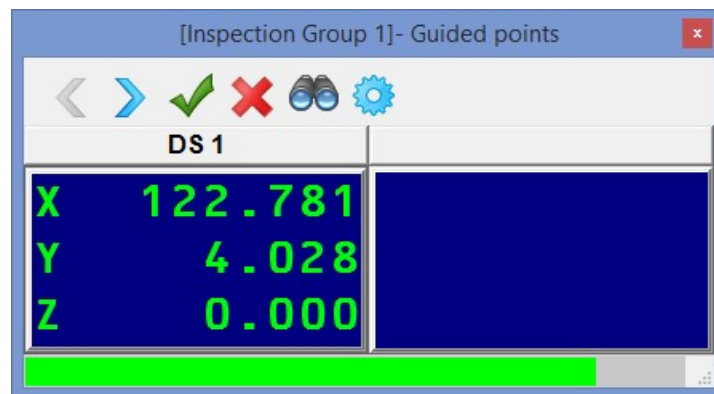 [Inspection Group 1]- Guided points
x
DS 1
X 122.781
Y 4.028
Z 0.000